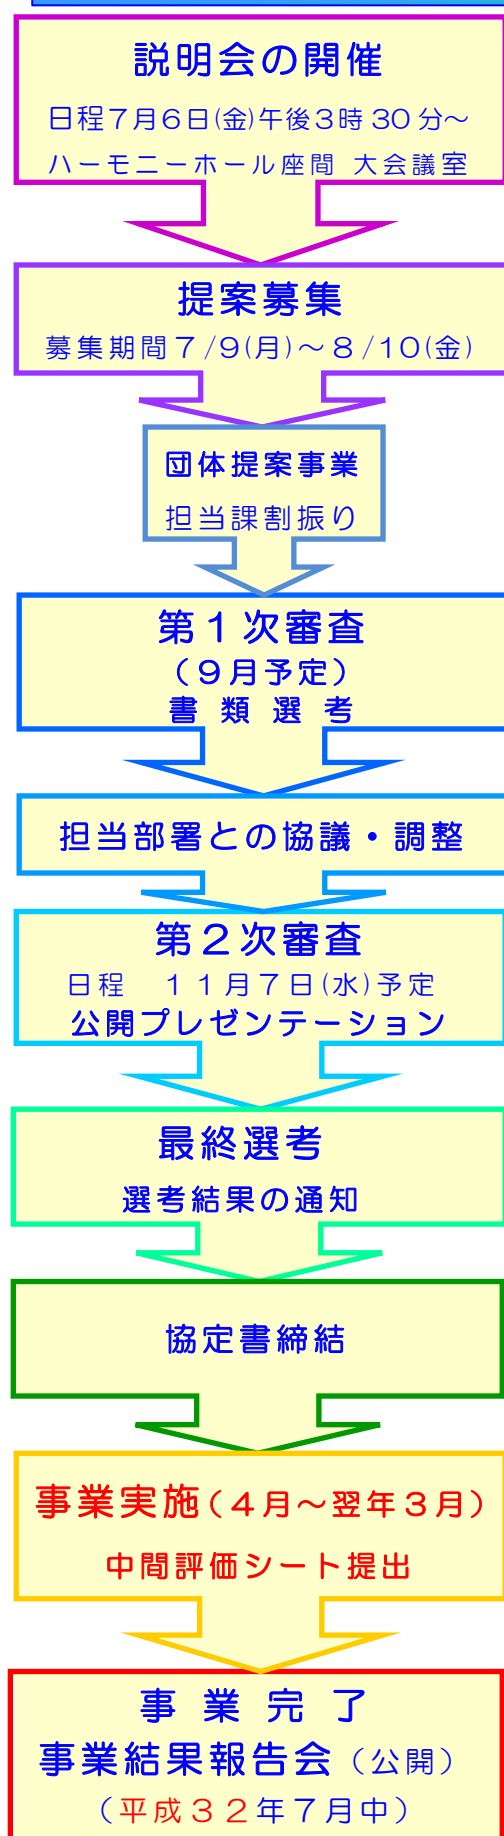 説明会の開催
日程7月6日(金)午後3時30分～
ハーモニーホール座間 大会議室
提案募集
募集期間7/9(月)～8/10(金)
団体提案事業
担当課割振り
第1次審査
（9月予定）
書 類 選 考
担当部署との協議・調整
第2次審査
日程　１１月７日(水)予定
公開プレゼンテーション
最終選考
選考結果の通知
協定書締結
事業実施（４月～翌年３月）
中間評価シート提出
事 業 完 了
事業結果報告会（公開）
（平成３２年７月中）